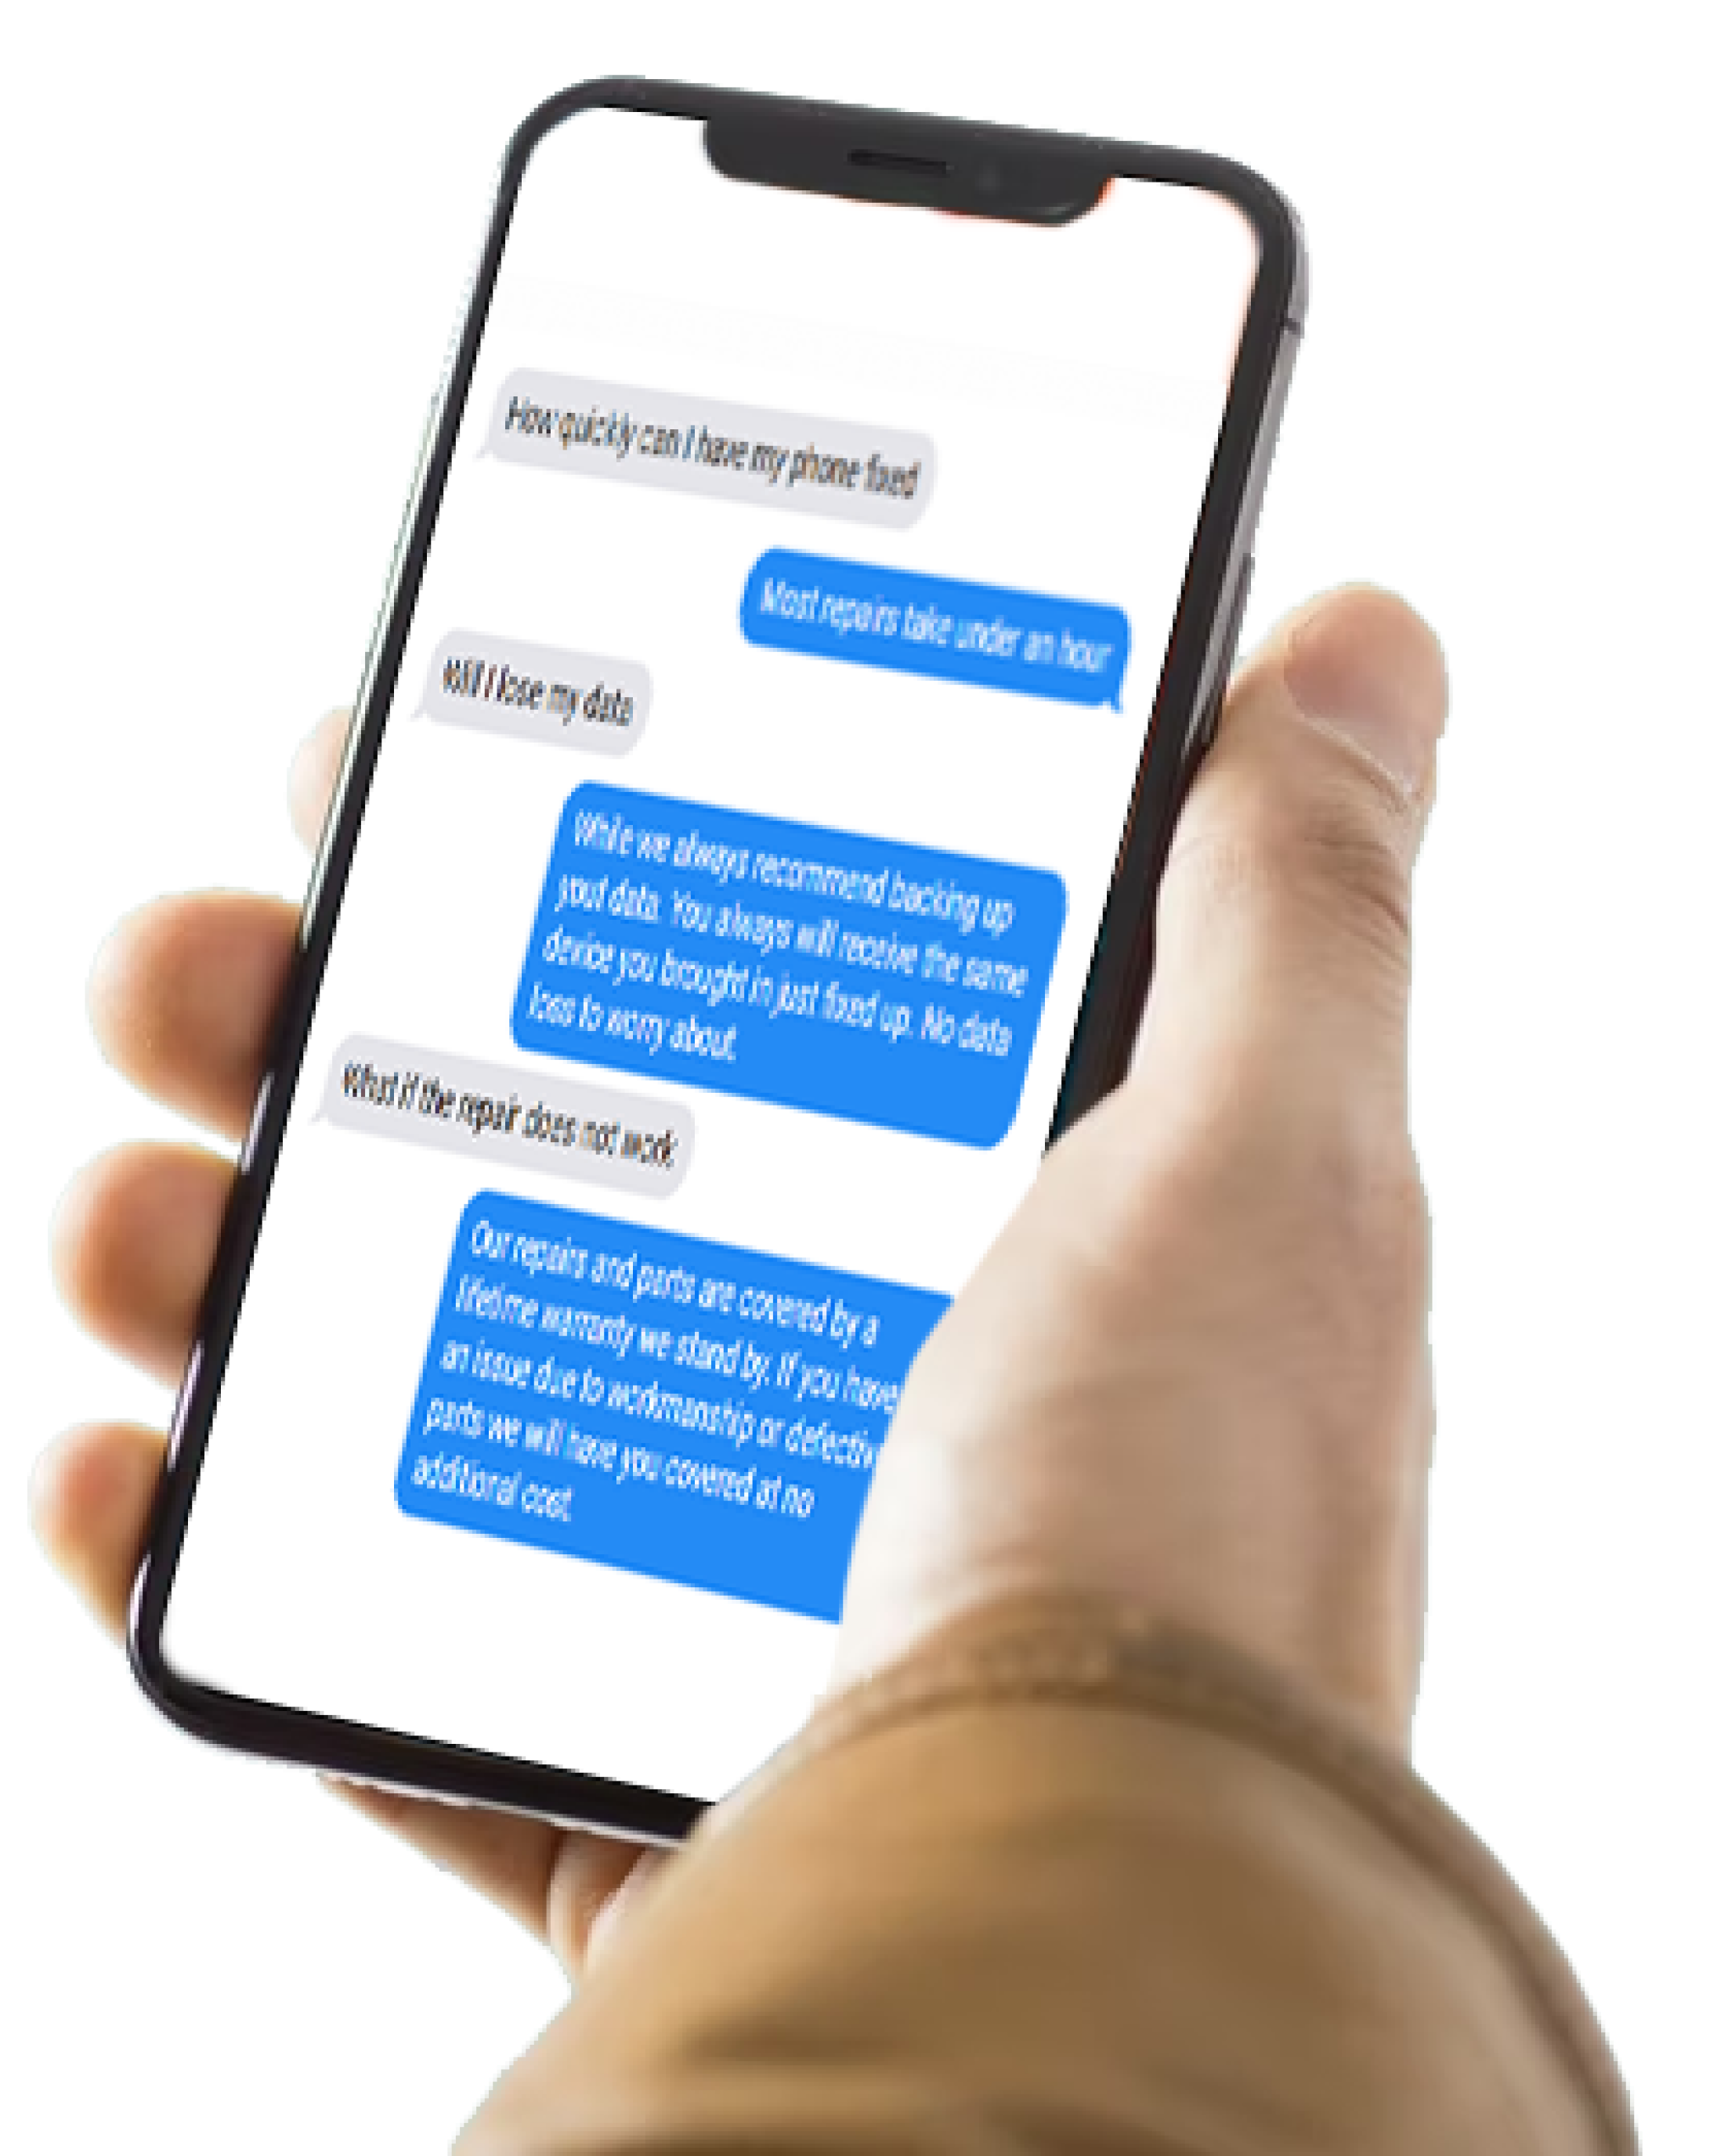 How quickly can I have my phone fixed
Most repairs take under an hour
Will I lose my data
While we always recommend backing up
yout data. You always will receive the same
device you brought in just fixed up. No data
loss to worry about.
What if the repair does not work
Our repairs and parts are covered by a
lifetime warranty we stand by. If you have
an issue due to workmanship or defectiv
parts we will have you covered at no
additional cost.